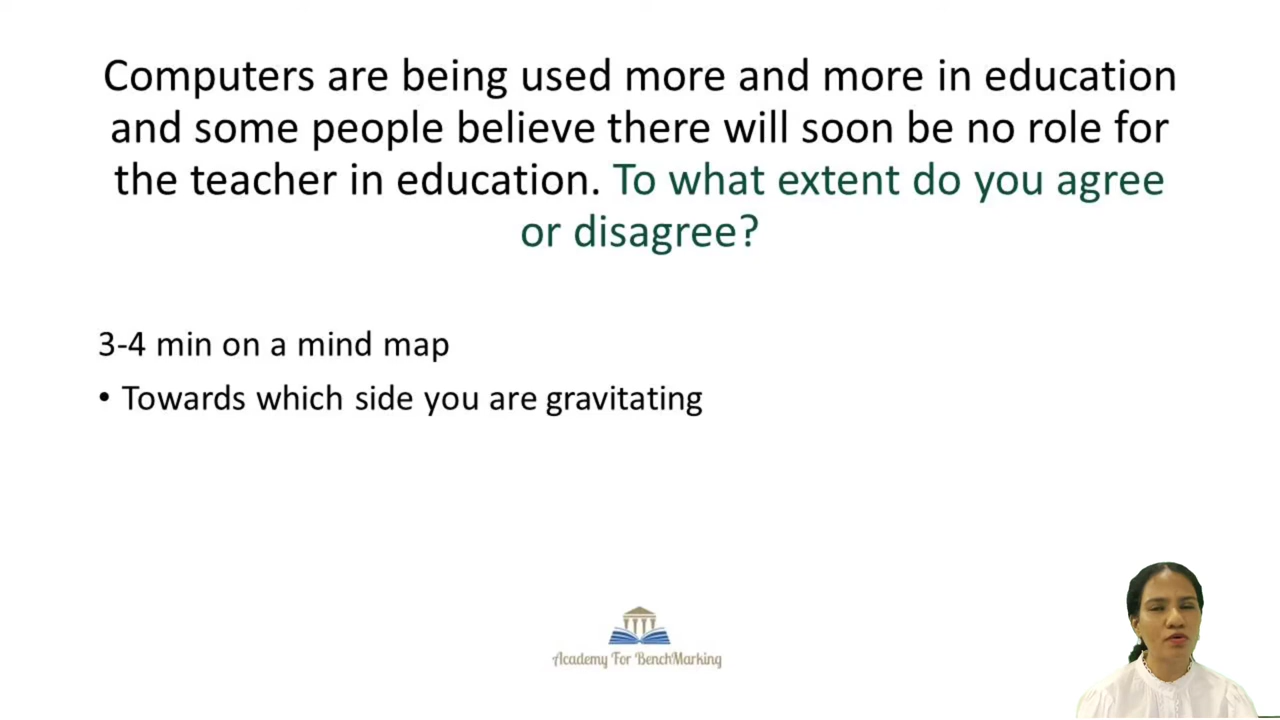 Computers are being used more and more in education
and some people believe there will soon be no role for
the teacher in education. To what extent do you agree
or disagree?
3-4 min on a mind map
• Towards which side you are gravitating
Academy For BenchMarking